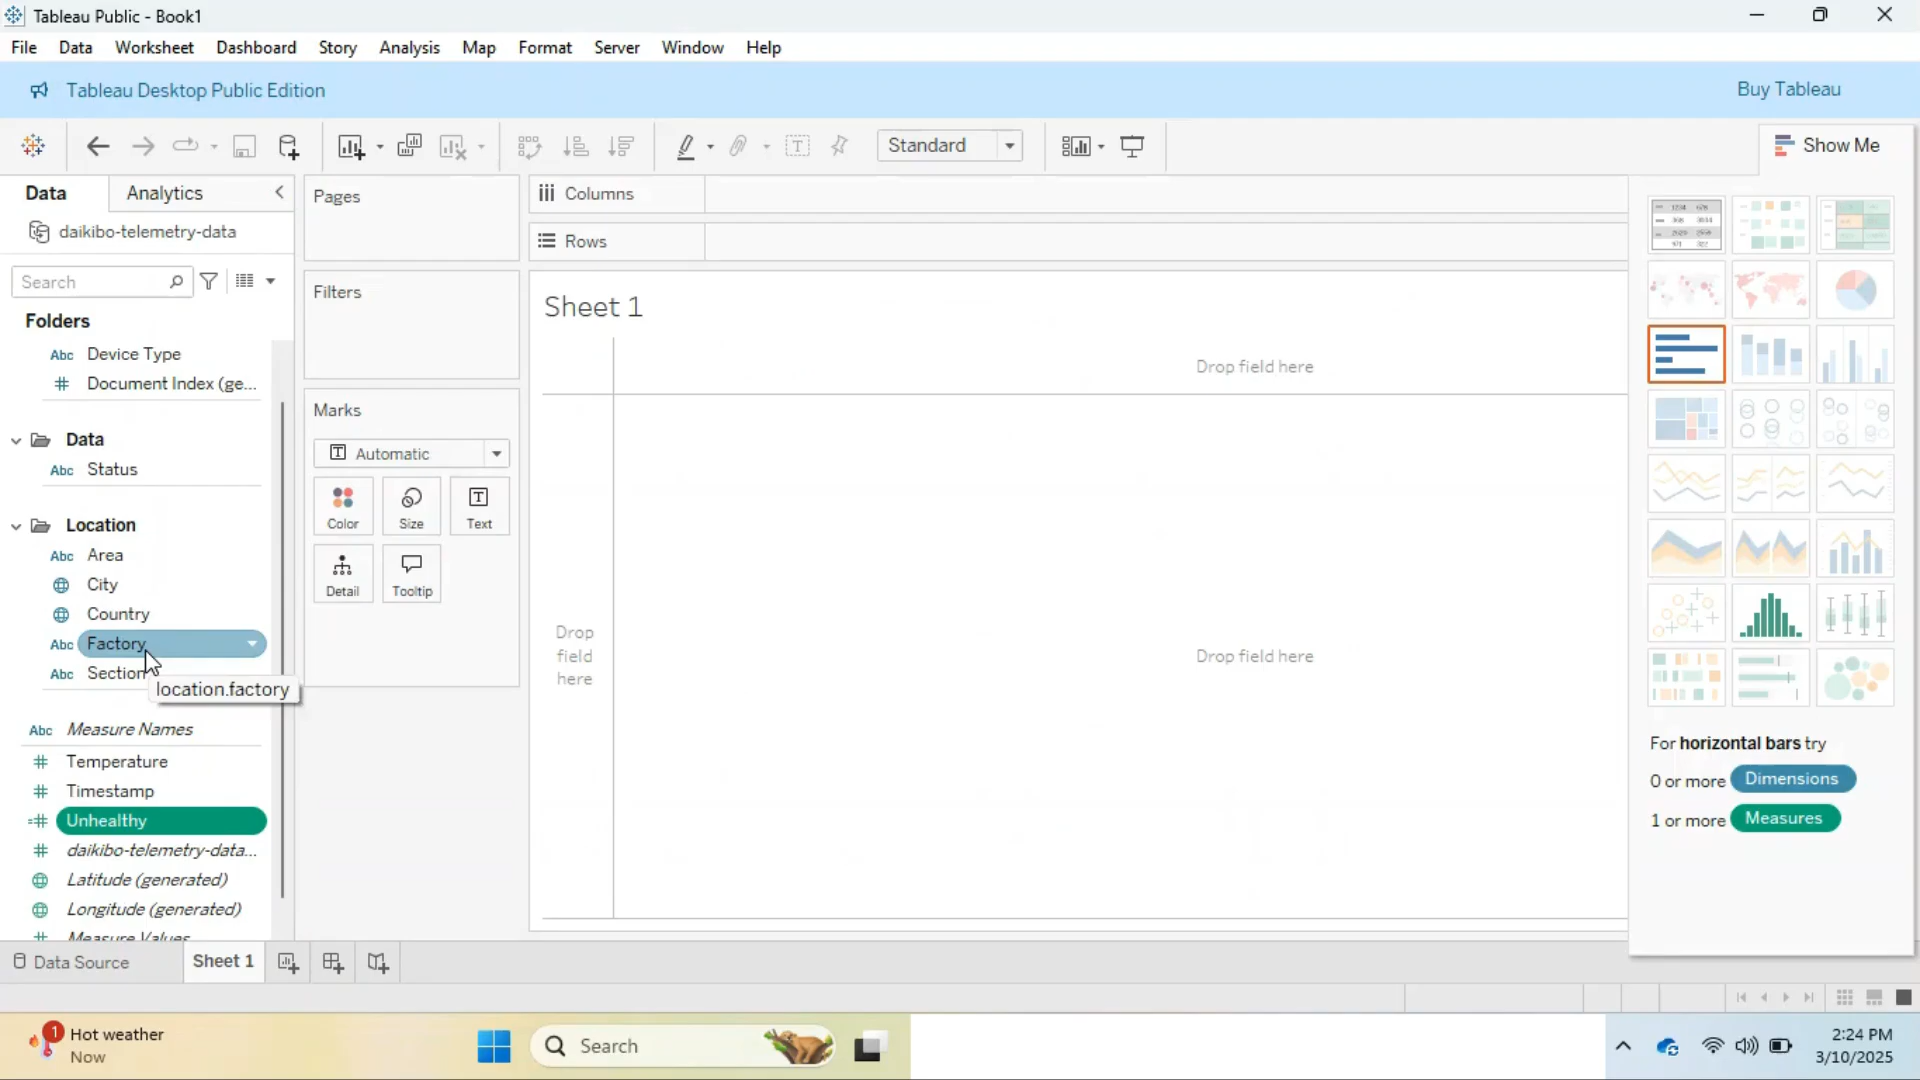 Tableau Public - Book1
File Data Worksheet Dashboard Story Analysis Map Format Server Window Help
Tableau Desktop Public Edition
Buy Tableau
Standard
Show Me
Data
Analytics
Pages
Columns
daikibo-telemetry-data
Rows
Search
Filters
Sheet 1
Folders
Abc Device Type
# Document Index (ge...
Drop field here
Data
Abc Status
Marks
Automatic
Color
Size
Text
Detail
Tooltip
Location
Abc Area
City
Country
Abc Factory
Abc Section
location.factory
Drop
field
here
Drop field here
Abc Measure Names
# Temperature
# Timestamp
=# Unhealthy
# daikibo-telemetry-data...
Latitude (generated)
Longitude (generated)
# Measure Values
For horizontal bars try
0 or more Dimensions
1 or more Measures
Data Source
Sheet 1
1
Hot weather
Now
Search
2:24 PM
3/10/2025